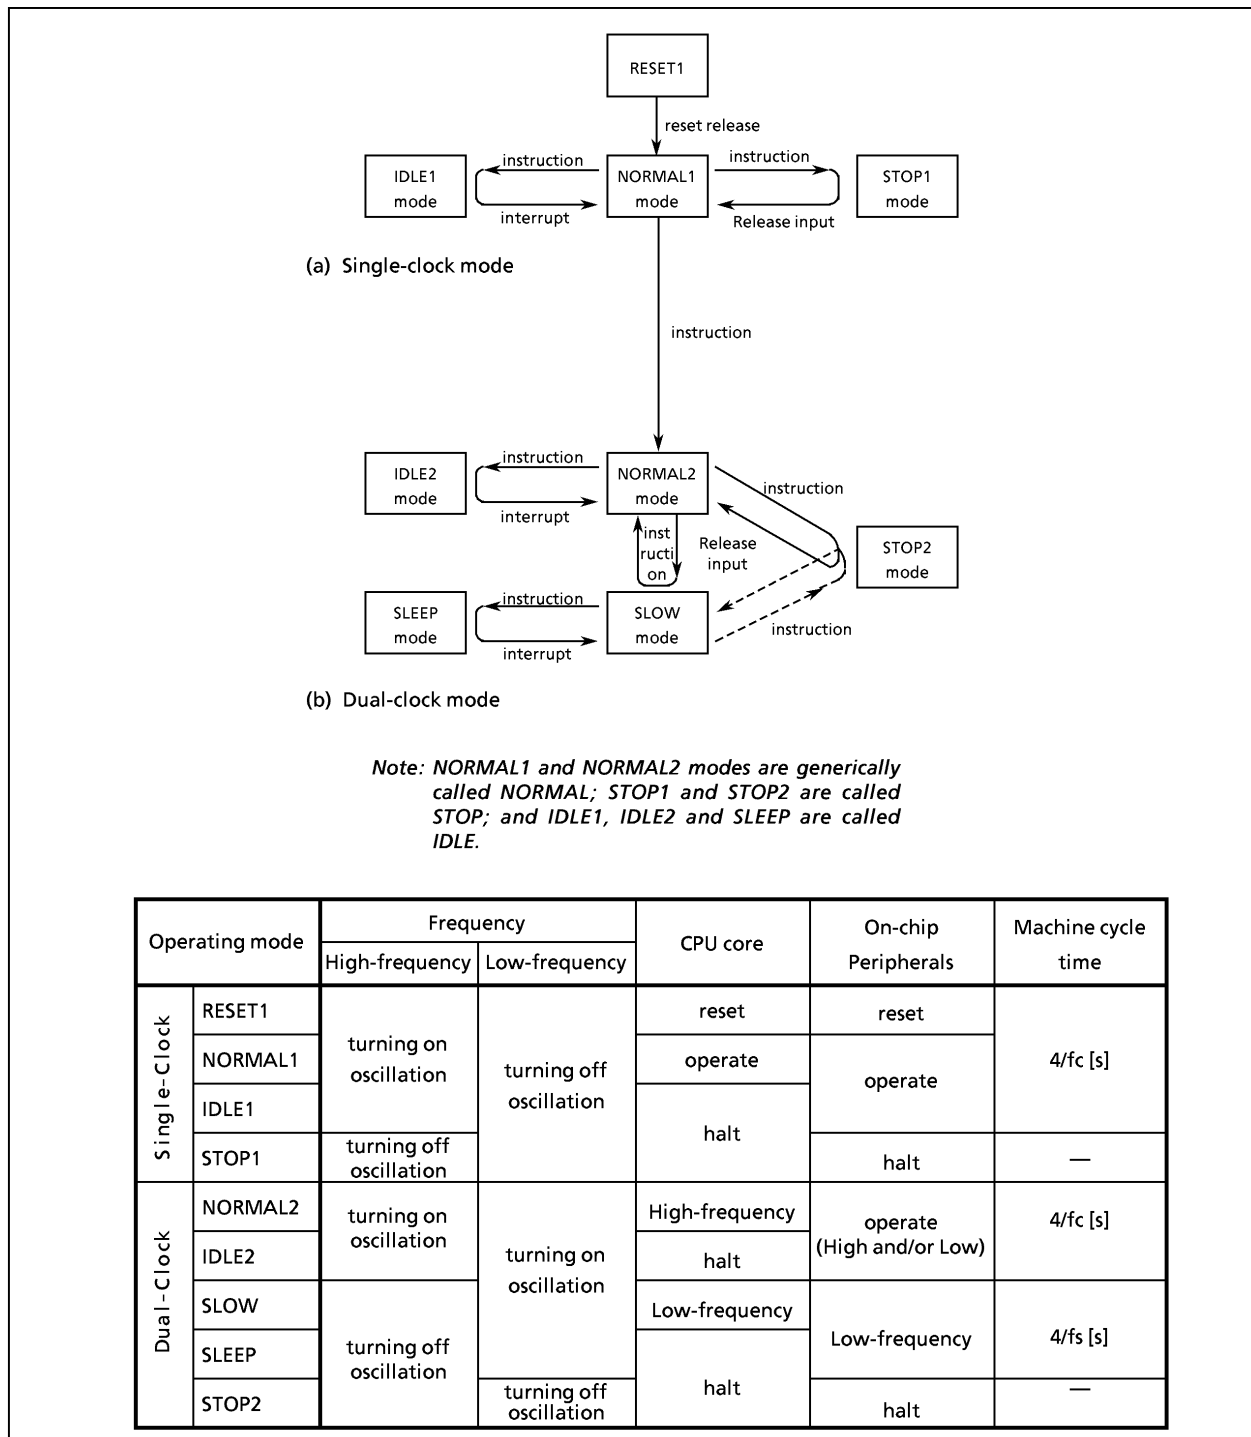 RESET1
reset release
instruction
instruction
IDLE1
mode
NORMAL1
mode
STOP1
mode
interrupt
Release input
(a) Single-clock mode
instruction
instruction
IDLE2
mode
NORMAL2
mode
instruction
interrupt
inst
ructi
on
Release
input
STOP2
mode
instruction
SLEEP
mode
SLOW
mode
instruction
interrupt
(b) Dual-clock mode
Note: NORMAL1 and NORMAL2 modes are generically
called NORMAL; STOP1 and STOP2 are called
STOP; and IDLE1, IDLE2 and SLEEP are called
IDLE.
Operating mode
Frequency
High-frequency
Low-frequency
CPU core
On-chip
Peripherals
Machine cycle
time
Single-Clock
RESET1
turning on
oscillation
turning off
oscillation
reset
reset
4/fc [s]
NORMAL1
operate
operate
IDLE1
halt
STOP1
turning off
oscillation
halt
—
Dual-Clock
NORMAL2
turning on
oscillation
turning on
oscillation
High-frequency
operate
(High and/or Low)
4/fc [s]
IDLE2
halt
SLOW
turning off
oscillation
Low-frequency
Low-frequency
4/fs [s]
SLEEP
halt
STOP2
turning off
oscillation
halt
—